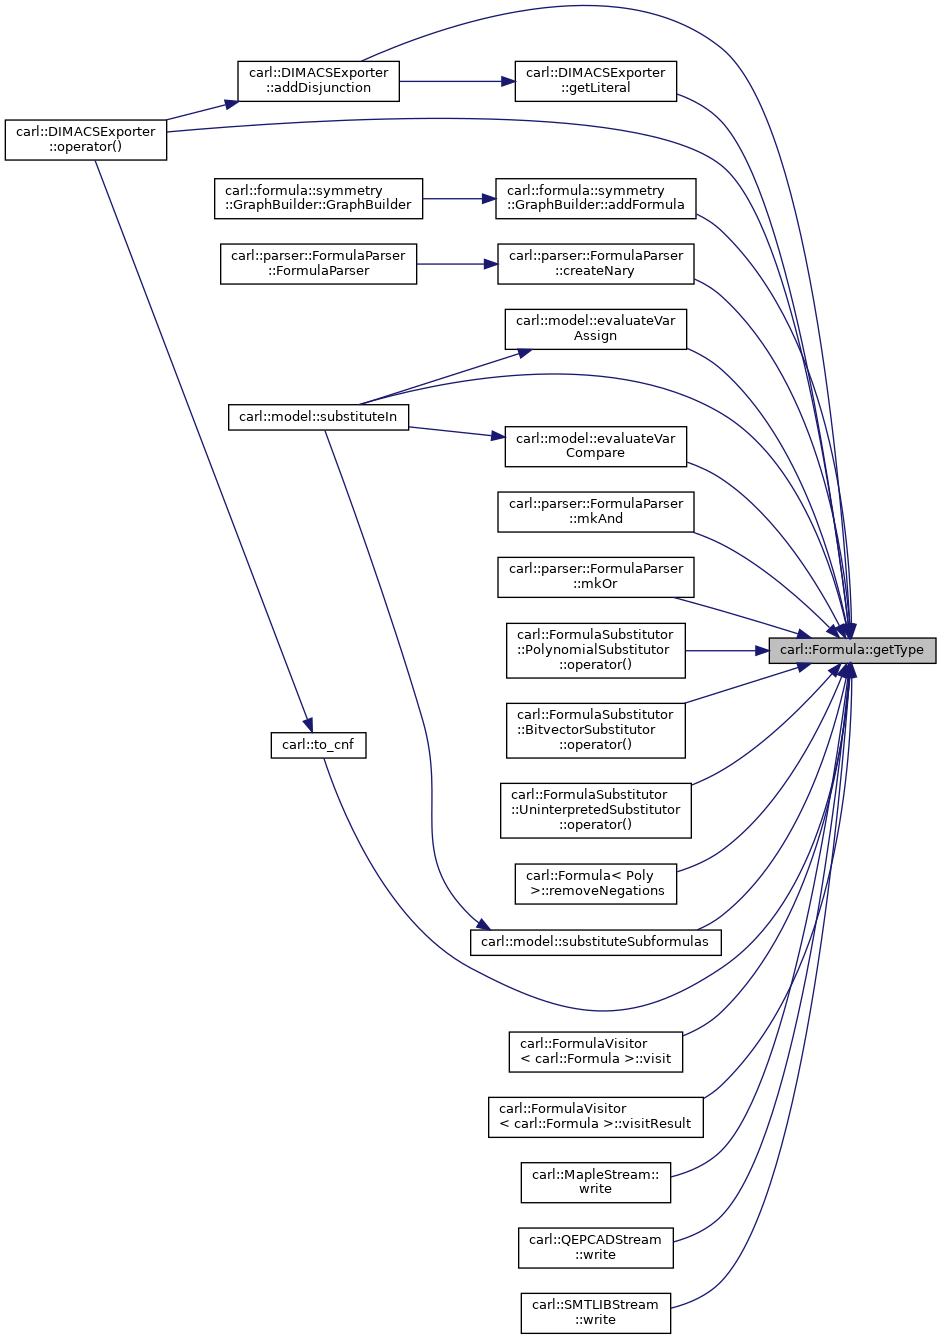 carl::DIMACSExporter
::addDisjunction
carl::DIMACSExporter
::getLiteral
carl::DIMACSExporter
::operator()
carl::formula::symmetry
::GraphBuilder::GraphBuilder
carl::formula::symmetry
::GraphBuilder::addFormula
carl::parser::FormulaParser
::FormulaParser
carl::parser::FormulaParser
::createNary
carl::model::evaluateVar
Assign
carl::model::substituteIn
carl::model::evaluateVar
Compare
carl::parser::FormulaParser
::mkAnd
carl::parser::FormulaParser
::mkOr
carl::FormulaSubstitutor
::PolynomialSubstitutor
::operator()
carl::Formula::getType
carl::FormulaSubstitutor
::BitvectorSubstitutor
::operator()
carl::to_cnf
carl::FormulaSubstitutor
::UninterpretedSubstitutor
::operator()
carl::Formula< Poly
>::removeNegations
carl::model::substituteSubformulas
carl::FormulaVisitor
< carl::Formula >::visit
carl::FormulaVisitor
< carl::Formula >::visitResult
carl::MapleStream::
write
carl::QEPCADStream
::write
carl::SMTLIBStream
::write